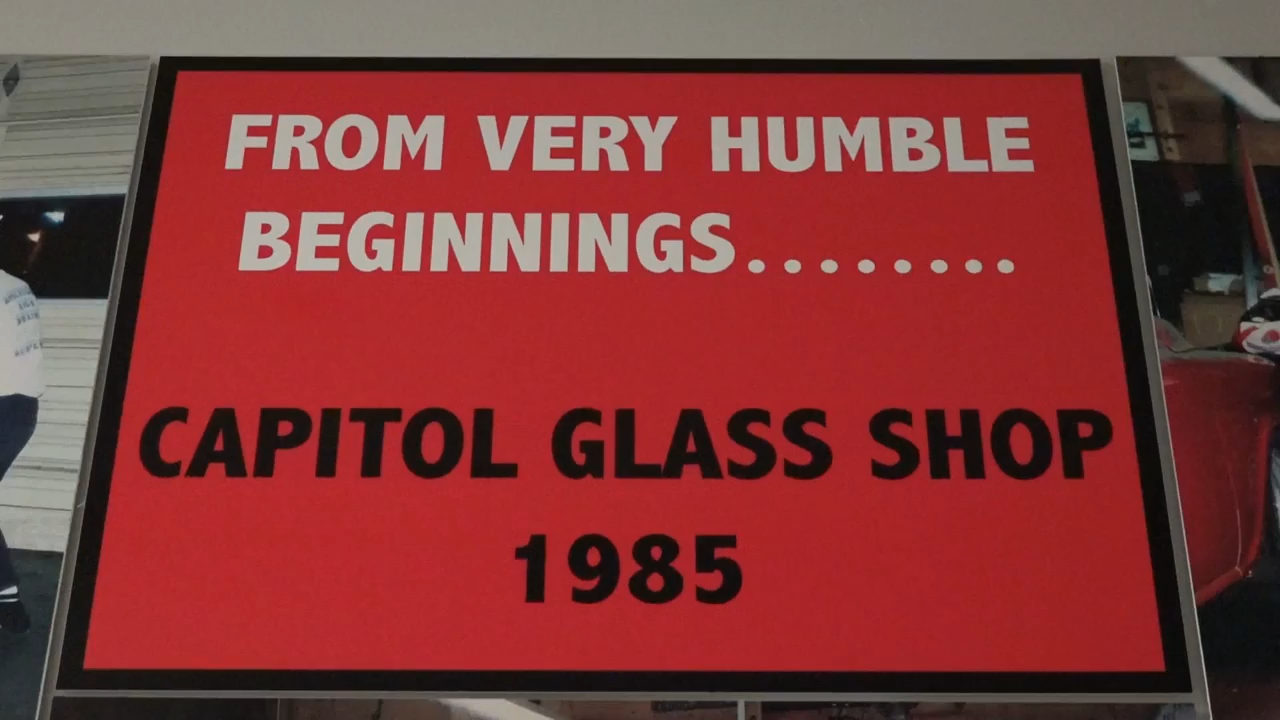 FROM VERY HUMBLE
BEGINNINGS........
CAPITOL GLASS SHOP
1985